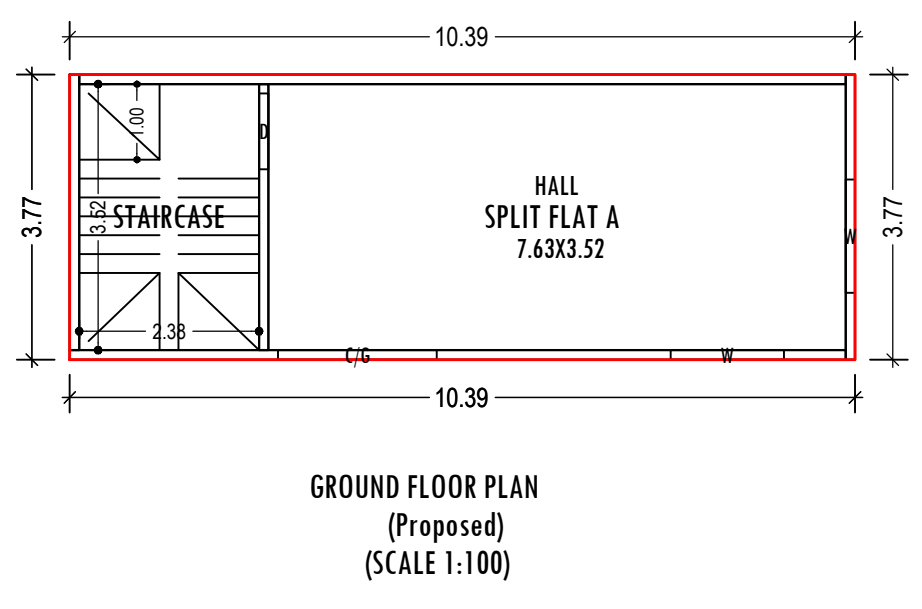 10.39
3.77
1.00
D
HALL
SPLIT FLAT A
7.63X3.52
3.52
STAIRCASE
W
3.77
2.38
C/G
W
10.39
GROUND FLOOR PLAN
(Proposed)
(SCALE 1:100)